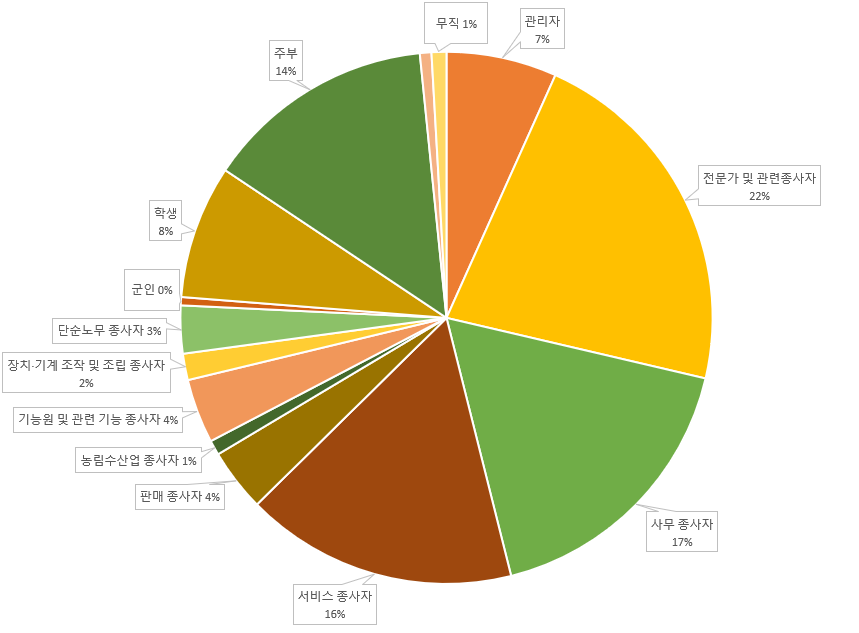 무직 1%
관리자
7%
주부
14%
전문가 및 관련종사자
22%
학생
8%
군인 0%
단순노무 종사자 3%
장치·기계 조작 및 조립 종사자
2%
기능원 및 관련 기능 종사자 4%
농림수산업 종사자 1%
판매 종사자 4%
사무 종사자
17%
서비스 종사자
16%